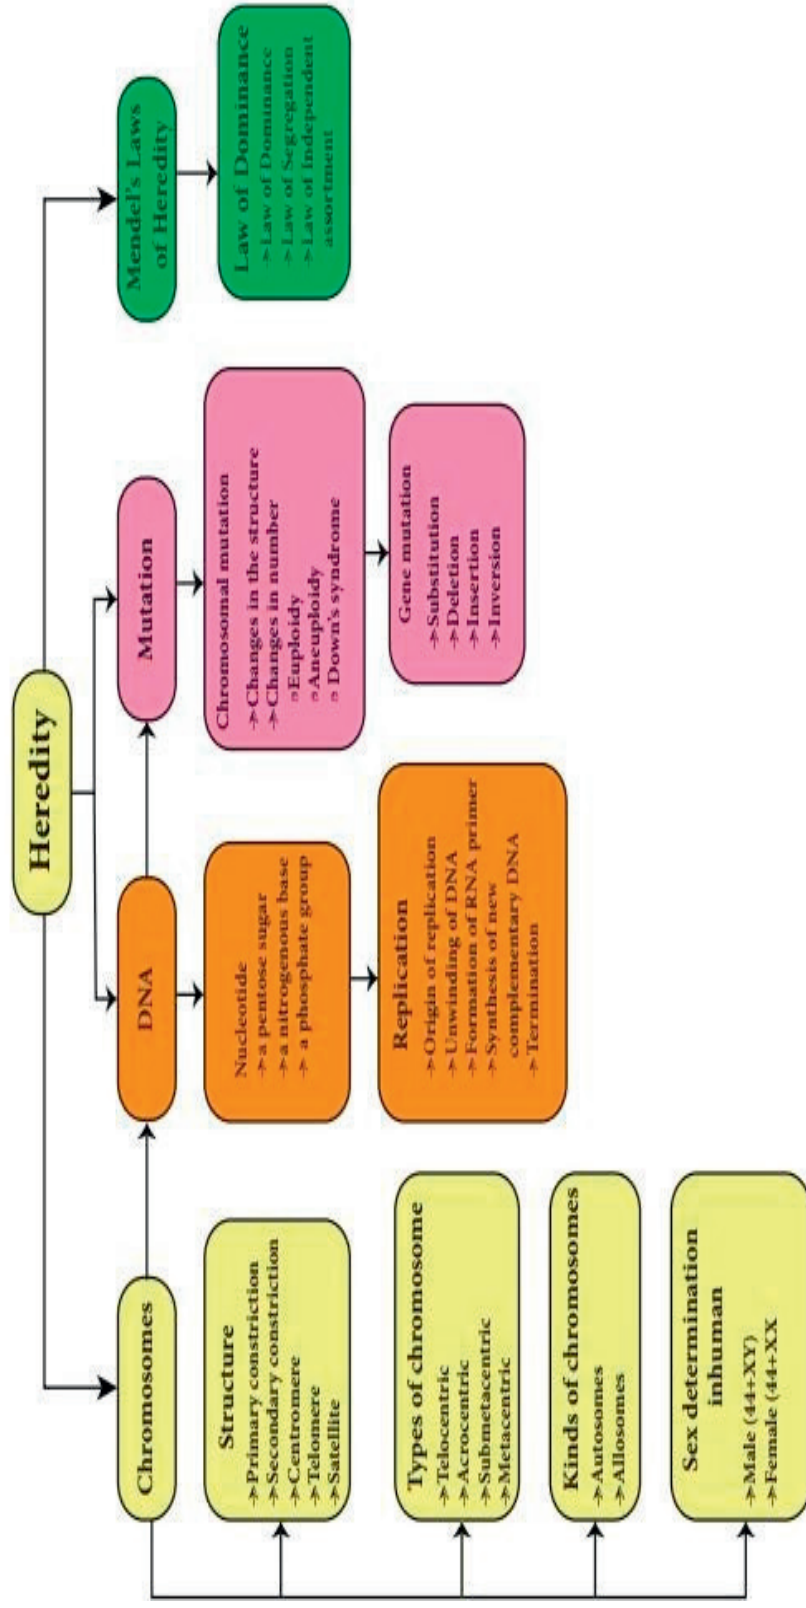 Heredity
Chromosomes
Structure
Primary constriction
Secondary constriction
Centromere
Telomere
Satellite
Types of chromosome
Telocentric
Acrocentric
Submetacentric
Metacentric
Kinds of chromosomes
Autosomes
Allosomes
Sex determination
inhuman
Male (44+XY)
Female (44+XX
DNA
Nucleotide
a pentose sugar
a nitrogenous base
a phosphate group
Replication
Origin of replication
Unwinding of DNA
Formation of RNA primer
Synthesis of new
complementary DNA
Termination
Mutation
Chromosomal mutation
Changes in the structure
Changes in number
Euploidy
Aneuploidy
Down's syndrome
Gene mutation
Substitution
Deletion
Insertion
Inversion
Mendel's Laws
of Heredity
Law of Dominance
Law of Dominance
Law of Segregation
Law of independent
assortment